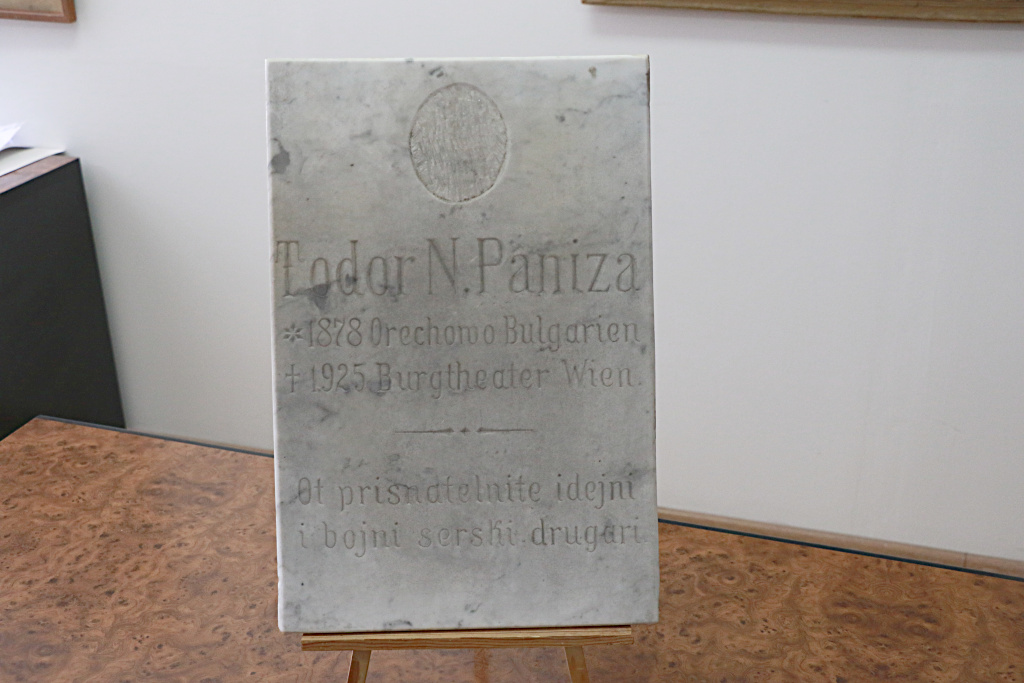 Todor N. Paniza
* 1878 Orechowo Bulgarien
† 1925 Burgtheater Wien.
Ot prisnatelnite idejni
i bojni serski drugari